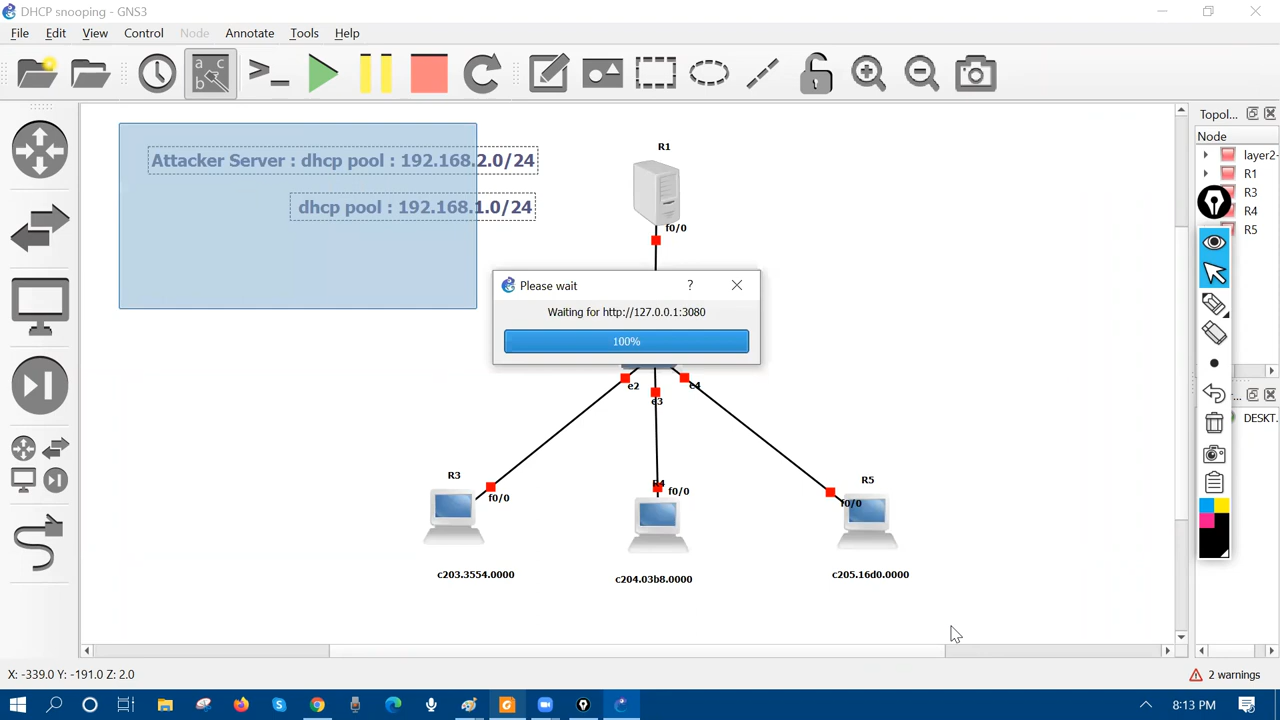 DHCP snooping - GNS3
File Edit View Control Node Annotate Tools Help
a c
b
Topol...
Node
layer2-
R1
R3
R4
R5
Attacker Server : dhcp pool : 192.168.2.0/24
dhcp pool : 192.168.1.0/24
R1
f0/0
Please wait ?
Waiting for http://127.0.0.1:3080
100%
e2
e3
e4
r...
DESKT.
R3
f0/0
R4
f0/0
R5
f0/0
c203.3554.0000
c204.03b8.0000
c205.16d0.0000
X: -339.0 Y: -191.0 Z: 2.0
2 warnings
8:13 PM